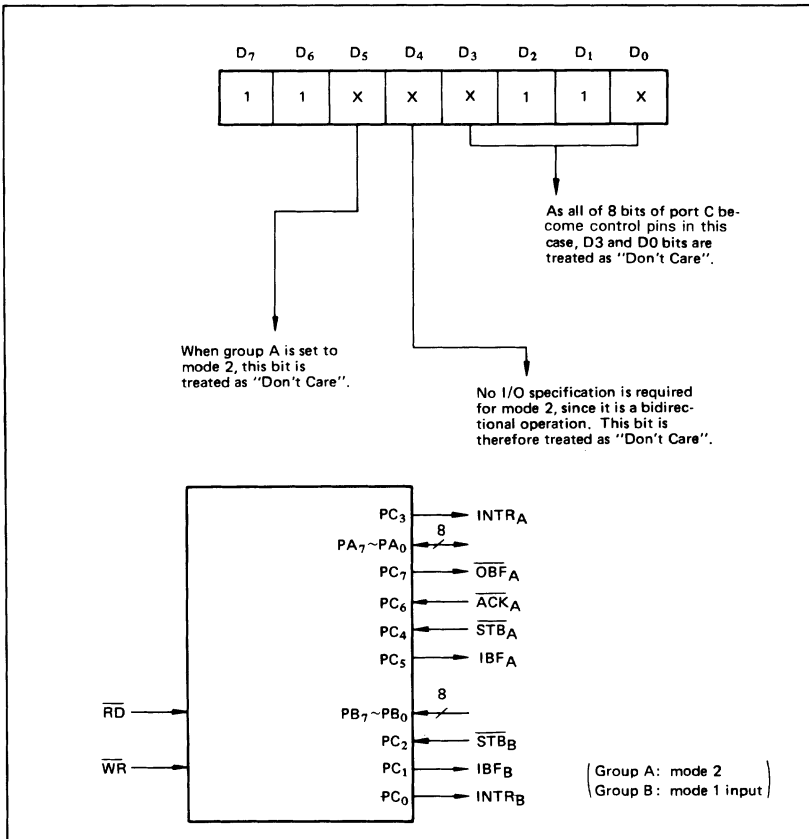 D7 D6 D5 D4 D3 D2 D1 D0
1 1 X X X 1 1 X
As all of 8 bits of port C be-
come control pins in this
case, D3 and D0 bits are
treated as "Don't Care".
When group A is set to
mode 2, this bit is
treated as "Don't Care".
No I/O specification is required
for mode 2, since it is a bidirec-
tional operation. This bit is
therefore treated as "Don't Care".
PC3 INTRA
PA7~PA0 8
PC7 OBFA
PC6 ACKA
PC4 STBA
PC5 IBFA
RD PB7~PB0 8
PC2 STBB
WR PC1 IBFB
PC0 INTRB
(Group A: mode 2
Group B: mode 1 input)